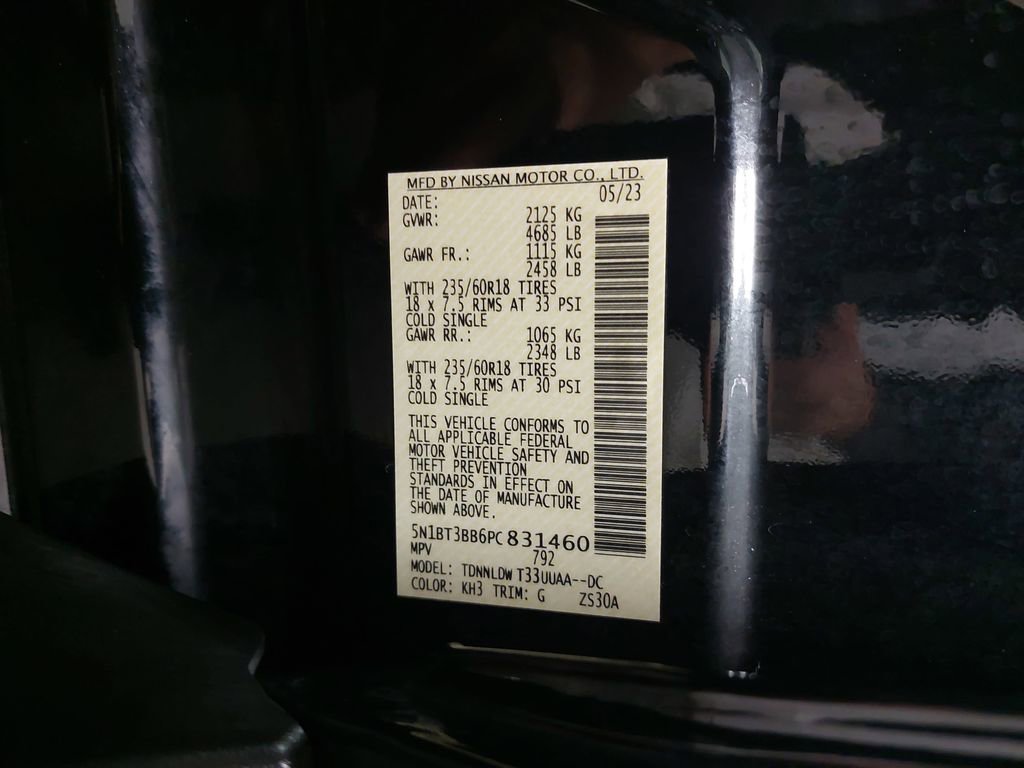 MFD BY NISSAN MOTOR CO., LTD.
DATE: 05/23
GVWR: 2125 KG
4685 LB
GAWR FR.: 1115 KG
2458 LB
WITH 235/60R18 TIRES
18 x 7.5 RIMS AT 33 PSI
COLD SINGLE
GAWR RR.: 1065 KG
2348 LB
WITH 235/60R18 TIRES
18 x 7.5 RIMS AT 30 PSI
COLD SINGLE
THIS VEHICLE CONFORMS TO
ALL APPLICABLE FEDERAL
MOTOR VEHICLE SAFETY AND
THEFT PREVENTION
STANDARDS IN EFFECT ON
THE DATE OF MANUFACTURE
SHOWN ABOVE.
5N1BT3BB6PC831460
MPV 792
MODEL: TDNNLDW T33UUAA--DC
COLOR: KH3 TRIM: G ZS30A